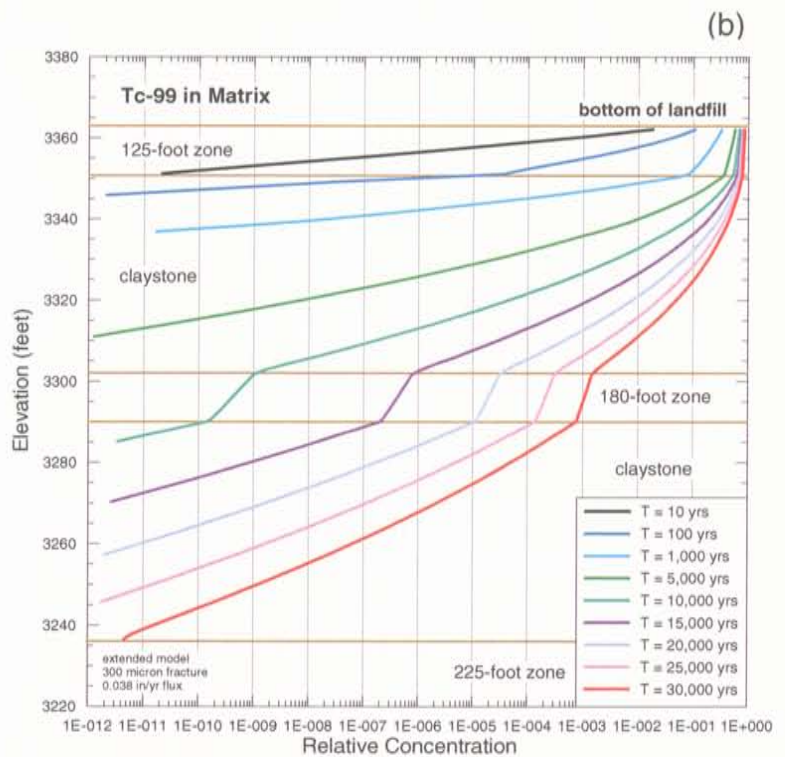 (b)
3380
Tc-99 in Matrix
bottom of landfill
3360
125-foot zone
3340
claystone
3320
Elevation (feet)
3300
180-foot zone
3280
claystone
T = 10 yrs
T = 100 yrs
T = 1,000 yrs
T = 5,000 yrs
T = 10,000 yrs
T = 15,000 yrs
T = 20,000 yrs
T = 25,000 yrs
T = 30,000 yrs
3260
3240
extended model
300 micron fracture
0.038 in/yr flux
225-foot zone
3220
1E-012 1E-011 1E-010 1E-009 1E-008 1E-007 1E-006 1E-005 1E-004 1E-003 1E-002 1E-001 1E+000
Relative Concentration